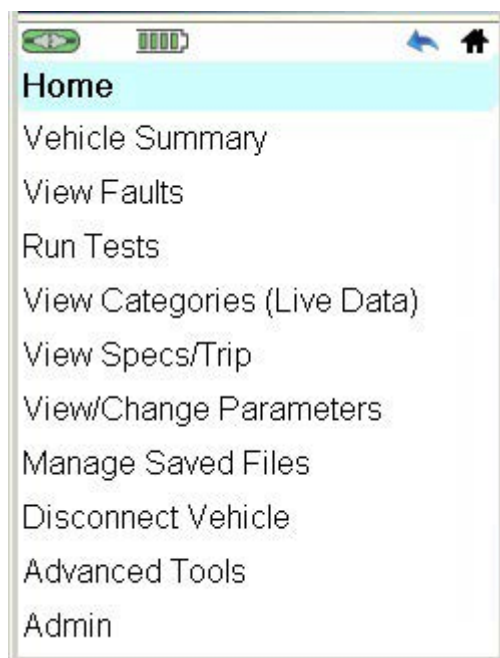 Home
Vehicle Summary
View Faults
Run Tests
View Categories (Live Data)
View Specs/Trip
View/Change Parameters
Manage Saved Files
Disconnect Vehicle
Advanced Tools
Admin